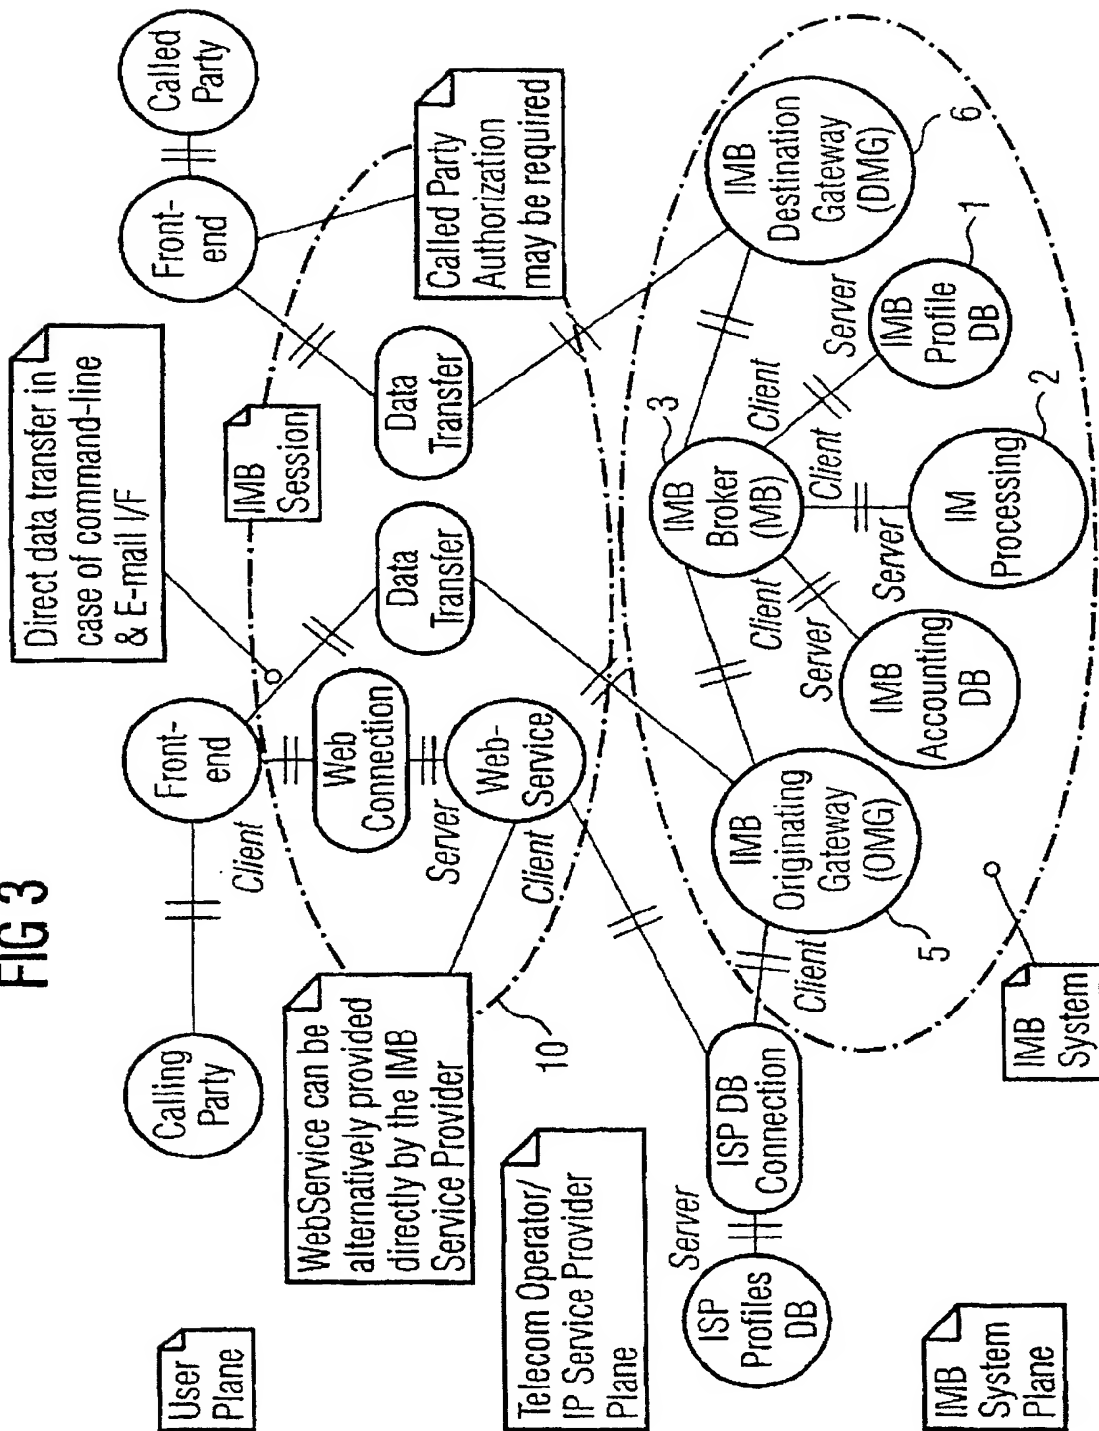 FIG 3
User
Plane
Calling
Party
Client
Front-
end
Direct data transfer in
case of command-line
& E-mail I/F
Front-
end
Called
Party
WebService can be
alternatively provided
directly by the IMB
Service Provider
Web
Connection
Server
Web-
Service
Client
IMB
Session
Data
Transfer
Data
Transfer
Called Party
Authorization
may be required
10
Telecom Operator/
IP Service Provider
Plane
Server
ISP
Profiles
DB
ISP DB
Connection
Client
IMB
Originating
Gateway
(OMG)
5
IMB
Broker
(MB)
3
Client
Server
IMB
Accounting
DB
Client
Server
IM
Processing
2
Client
Server
IMB
Profile
DB
1
IMB
Destination
Gateway
(DMG)
6
IMB
System
Plane
IMB
System